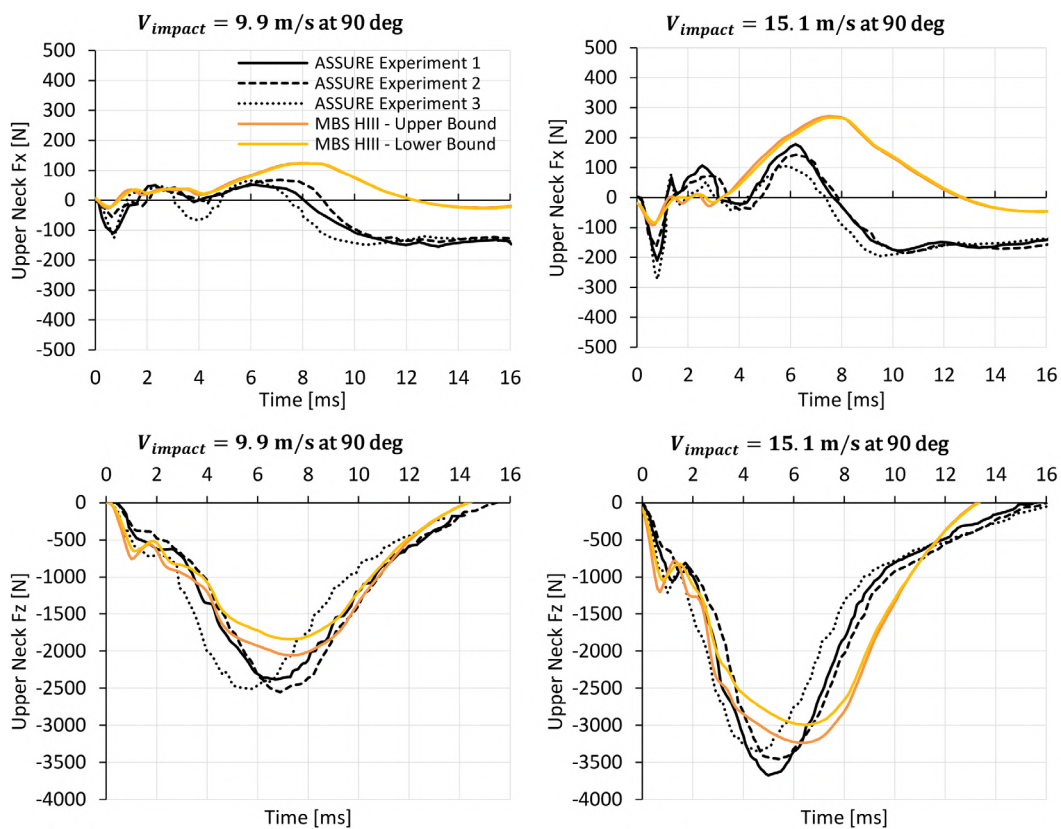 V_impact = 9.9 m/s at 90 deg
500
400
300
200
100
0
-100
-200
-300
-400
-500
Upper Neck Fx [N]
ASSURE Experiment 1
ASSURE Experiment 2
ASSURE Experiment 3
MBS HIII - Upper Bound
MBS HIII - Lower Bound
0 2 4 6 8 10 12 14 16
Time [ms]
V_impact = 15.1 m/s at 90 deg
500
400
300
200
100
0
-100
-200
-300
-400
-500
Upper Neck Fx [N]
0 2 4 6 8 10 12 14 16
Time [ms]
V_impact = 9.9 m/s at 90 deg
0 2 4 6 8 10 12 14 16
0
-500
-1000
-1500
-2000
-2500
-3000
-3500
-4000
Upper Neck Fz [N]
Time [ms]
V_impact = 15.1 m/s at 90 deg
0 2 4 6 8 10 12 14 16
0
-500
-1000
-1500
-2000
-2500
-3000
-3500
-4000
Upper Neck Fz [N]
Time [ms]